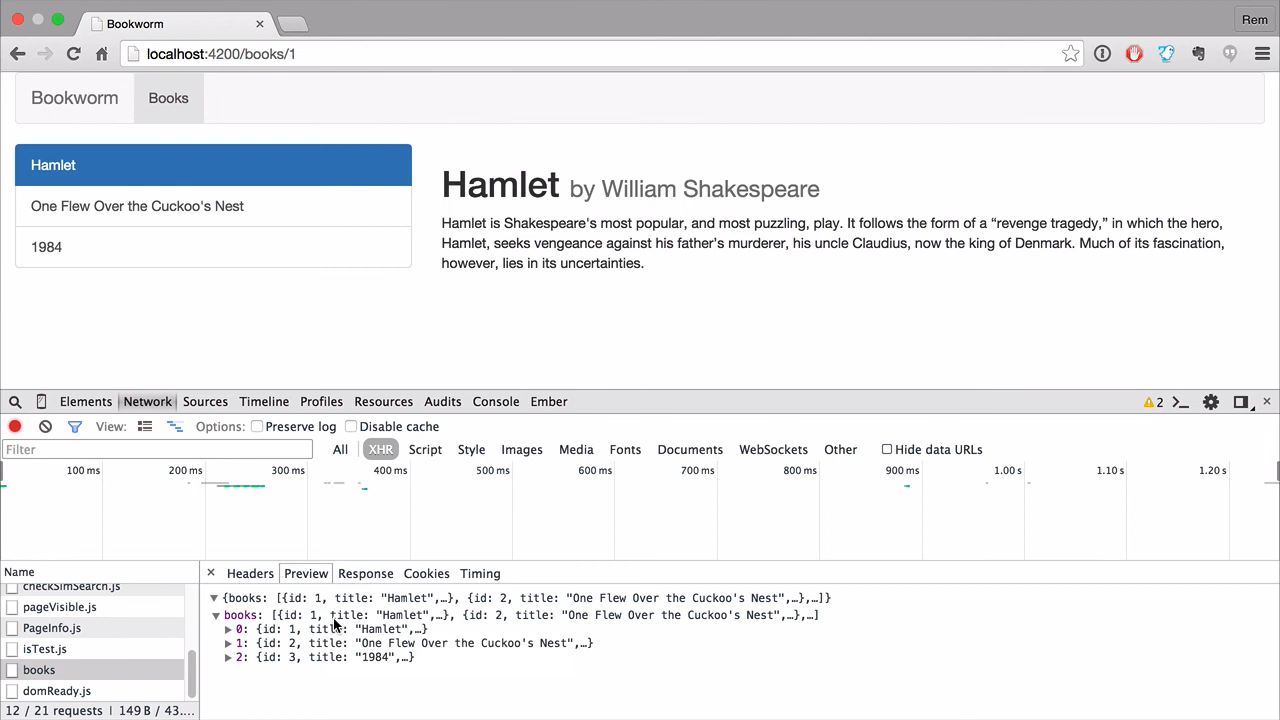 Bookworm
Rem
localhost:4200/books/1
Bookworm Books
Hamlet
One Flew Over the Cuckoo's Nest
1984
Hamlet by William Shakespeare
Hamlet is Shakespeare's most popular, and most puzzling, play. It follows the form of a “revenge tragedy,” in which the hero,
Hamlet, seeks vengeance against his father’s murderer, his uncle Claudius, now the king of Denmark. Much of its fascination,
however, lies in its uncertainties.
Elements Network Sources Timeline Profiles Resources Audits Console Ember 2
View: Options: Preserve log Disable cache
Filter All XHR Script Style Images Media Fonts Documents WebSockets Other Hide data URLs
100 ms 200 ms 300 ms 400 ms 500 ms 600 ms 700 ms 800 ms 900 ms 1.00 s 1.10 s 1.20 s
Name
checkSimSearch.js
pageVisible.js
PageInfo.js
isTest.js
books
domReady.js
12 / 21 requests | 149 B / 43....
× Headers Preview Response Cookies Timing
{books: [{id: 1, title: "Hamlet",…}, {id: 2, title: "One Flew Over the Cuckoo's Nest",…},…]}
books: [{id: 1, title: "Hamlet",…}, {id: 2, title: "One Flew Over the Cuckoo's Nest",…},…]
0: {id: 1, title: "Hamlet",…}
1: {id: 2, title: "One Flew Over the Cuckoo's Nest",…}
2: {id: 3, title: "1984",…}